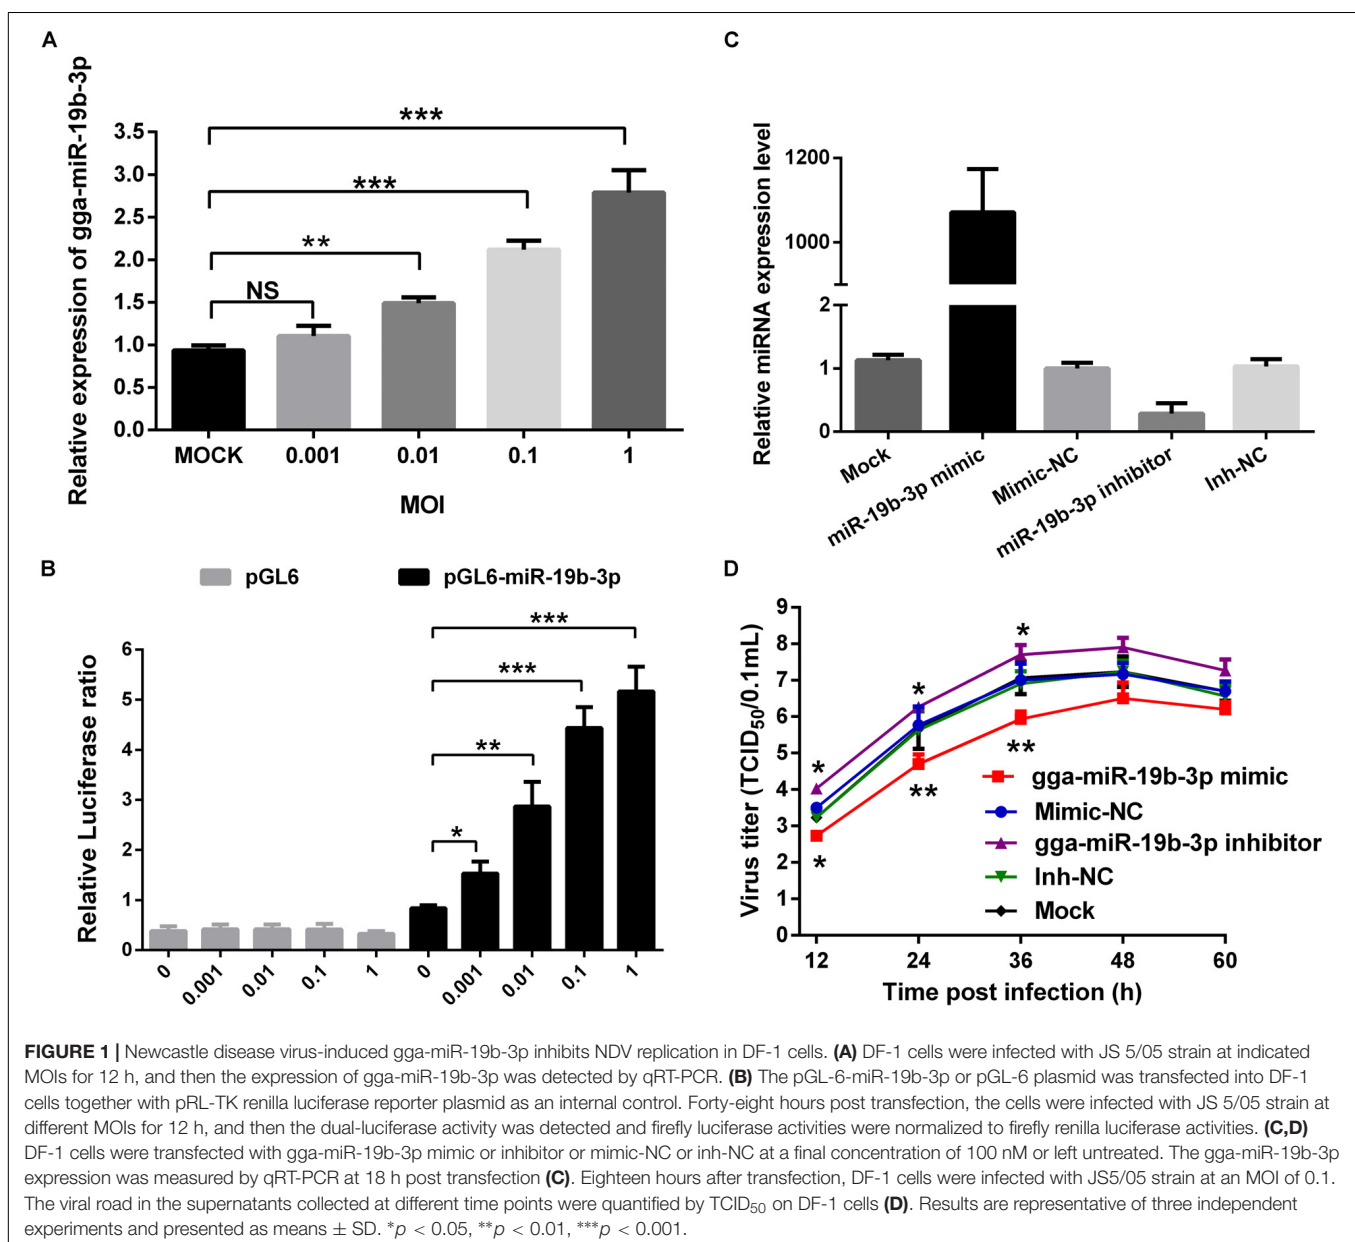 A
Relative expression of gga-miR-19b-3p
3.5
3.0
2.5
2.0
1.5
1.0
0.5
0.0
***
***
**
NS
MOCK 0.001 0.01 0.1 1
MOI
C
Relative miRNA expression level
1200
1000
2
1
0
Mock
miR-19b-3p mimic
Mimic-NC
miR-19b-3p inhibitor
Inh-NC
B
pGL6 pGL6-miR-19b-3p
Relative Luciferase ratio
6
5
4
3
2
1
0
***
***
**
*
0 0.001 0.01 0.1 1 0 0.001 0.01 0.1 1
D
Virus titer (TCID50/0.1mL)
9
8
7
6
5
4
3
2
1
0
*
*
*
**
**
*
gga-miR-19b-3p mimic
Mimic-NC
gga-miR-19b-3p inhibitor
Inh-NC
Mock
12 24 36 48 60
Time post infection (h)
FIGURE 1 | Newcastle disease virus-induced gga-miR-19b-3p inhibits NDV replication in DF-1 cells. (A) DF-1 cells were infected with JS 5/05 strain at indicated
MOIs for 12 h, and then the expression of gga-miR-19b-3p was detected by qRT-PCR. (B) The pGL-6-miR-19b-3p or pGL-6 plasmid was transfected into DF-1
cells together with pRL-TK renilla luciferase reporter plasmid as an internal control. Forty-eight hours post transfection, the cells were infected with JS 5/05 strain at
different MOIs for 12 h, and then the dual-luciferase activity was detected and firefly luciferase activities were normalized to firefly renilla luciferase activities. (C,D)
DF-1 cells were transfected with gga-miR-19b-3p mimic or inhibitor or mimic-NC or inh-NC at a final concentration of 100 nM or left untreated. The gga-miR-19b-3p
expression was measured by qRT-PCR at 18 h post transfection (C). Eighteen hours after transfection, DF-1 cells were infected with JS5/05 strain at an MOI of 0.1.
The viral road in the supernatants collected at different time points were quantified by TCID50 on DF-1 cells (D). Results are representative of three independent
experiments and presented as means ± SD. *p < 0.05, **p < 0.01, ***p < 0.001.